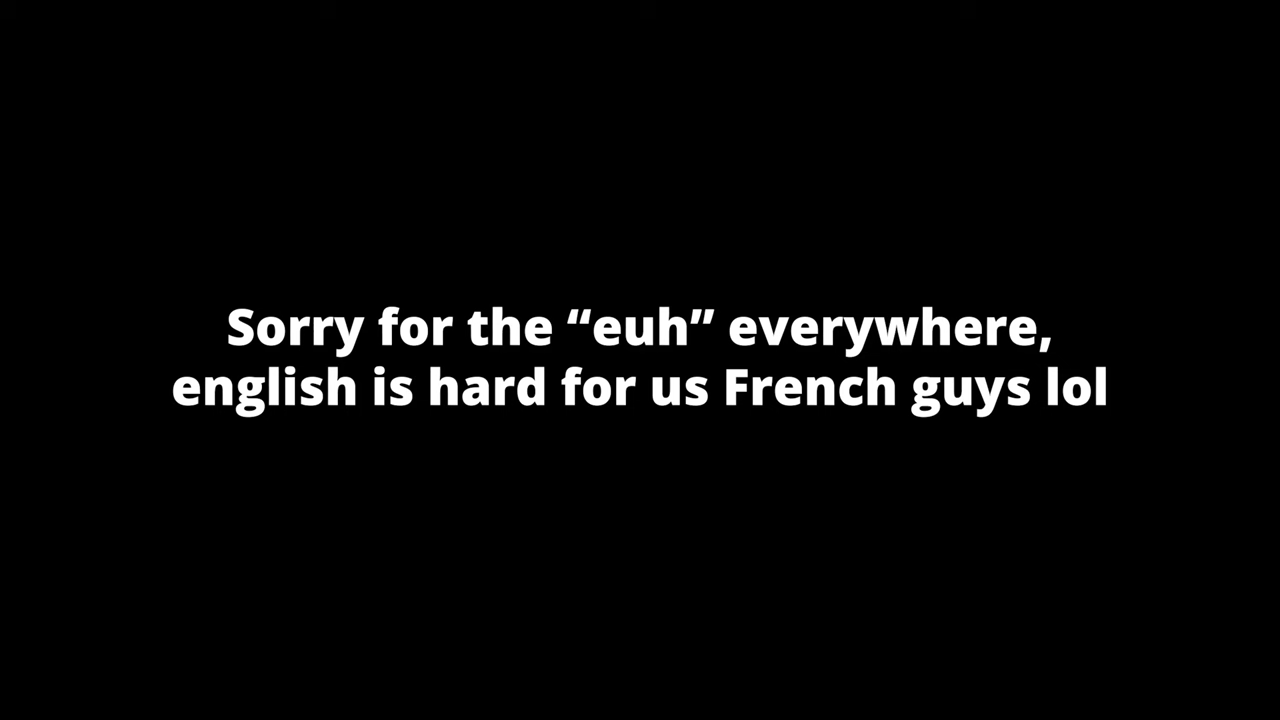 Sorry for the “euh” everywhere,
english is hard for us French guys lol